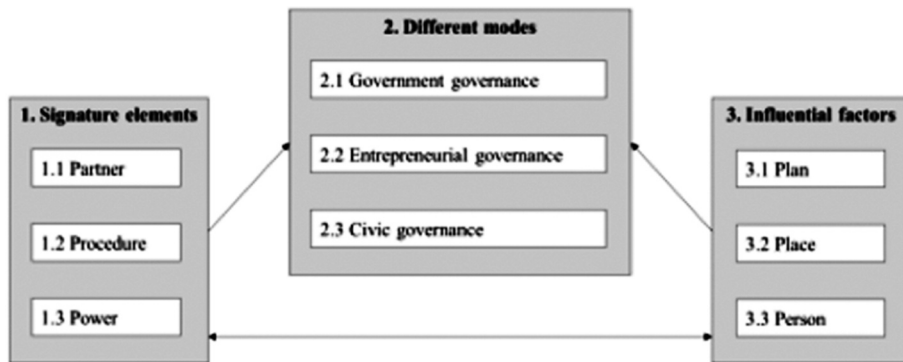 1. Signature elements
1.1 Partner
1.2 Procedure
1.3 Power
2. Different modes
2.1 Government governance
2.2 Entrepreneurial governance
2.3 Civic governance
3. Influential factors
3.1 Plan
3.2 Place
3.3 Person